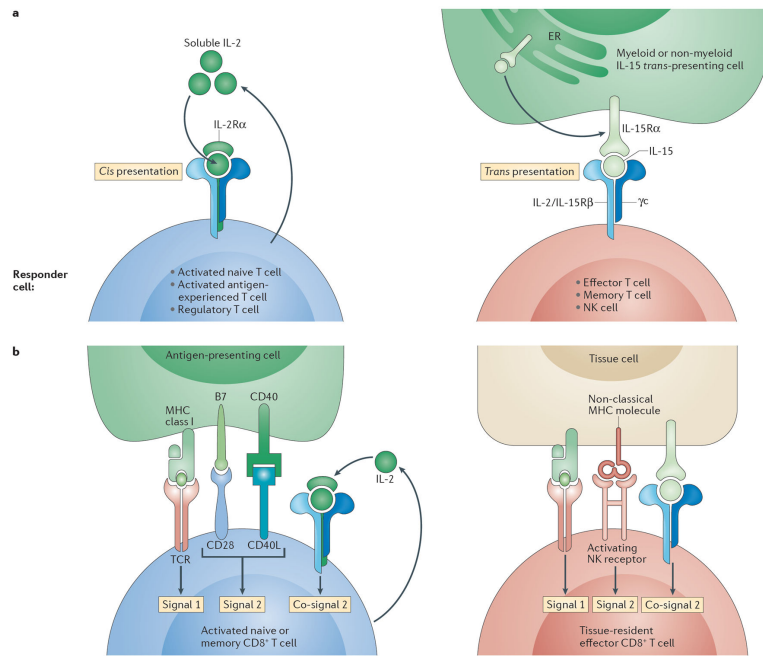 a
Soluble IL-2
IL-2Rα
Cis presentation
Responder
cell:
• Activated naive T cell
• Activated antigen-
experienced T cell
• Regulatory T cell
ER
Myeloid or non-myeloid
IL-15 trans-presenting cell
IL-15Rα
IL-15
Trans presentation
IL-2/IL-15Rβ
γc
• Effector T cell
• Memory T cell
• NK cell
b
Antigen-presenting cell
B7
CD40
MHC
class I
IL-2
TCR
CD28
CD40L
Signal 1
Signal 2
Co-signal 2
Activated naive or
memory CD8⁺ T cell
Tissue cell
Non-classical
MHC molecule
Activating
NK receptor
Signal 1
Signal 2
Co-signal 2
Tissue-resident
effector CD8⁺ T cell